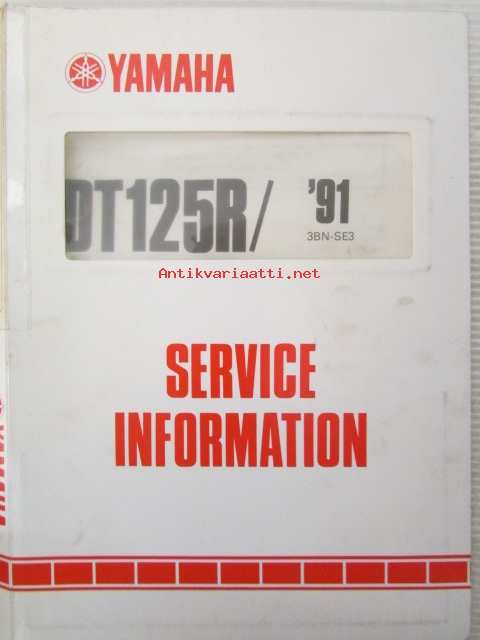 YAMAHA
DT125R/ '91
3BN-SE3
Antikvariaatti.net
SERVICE
INFORMATION